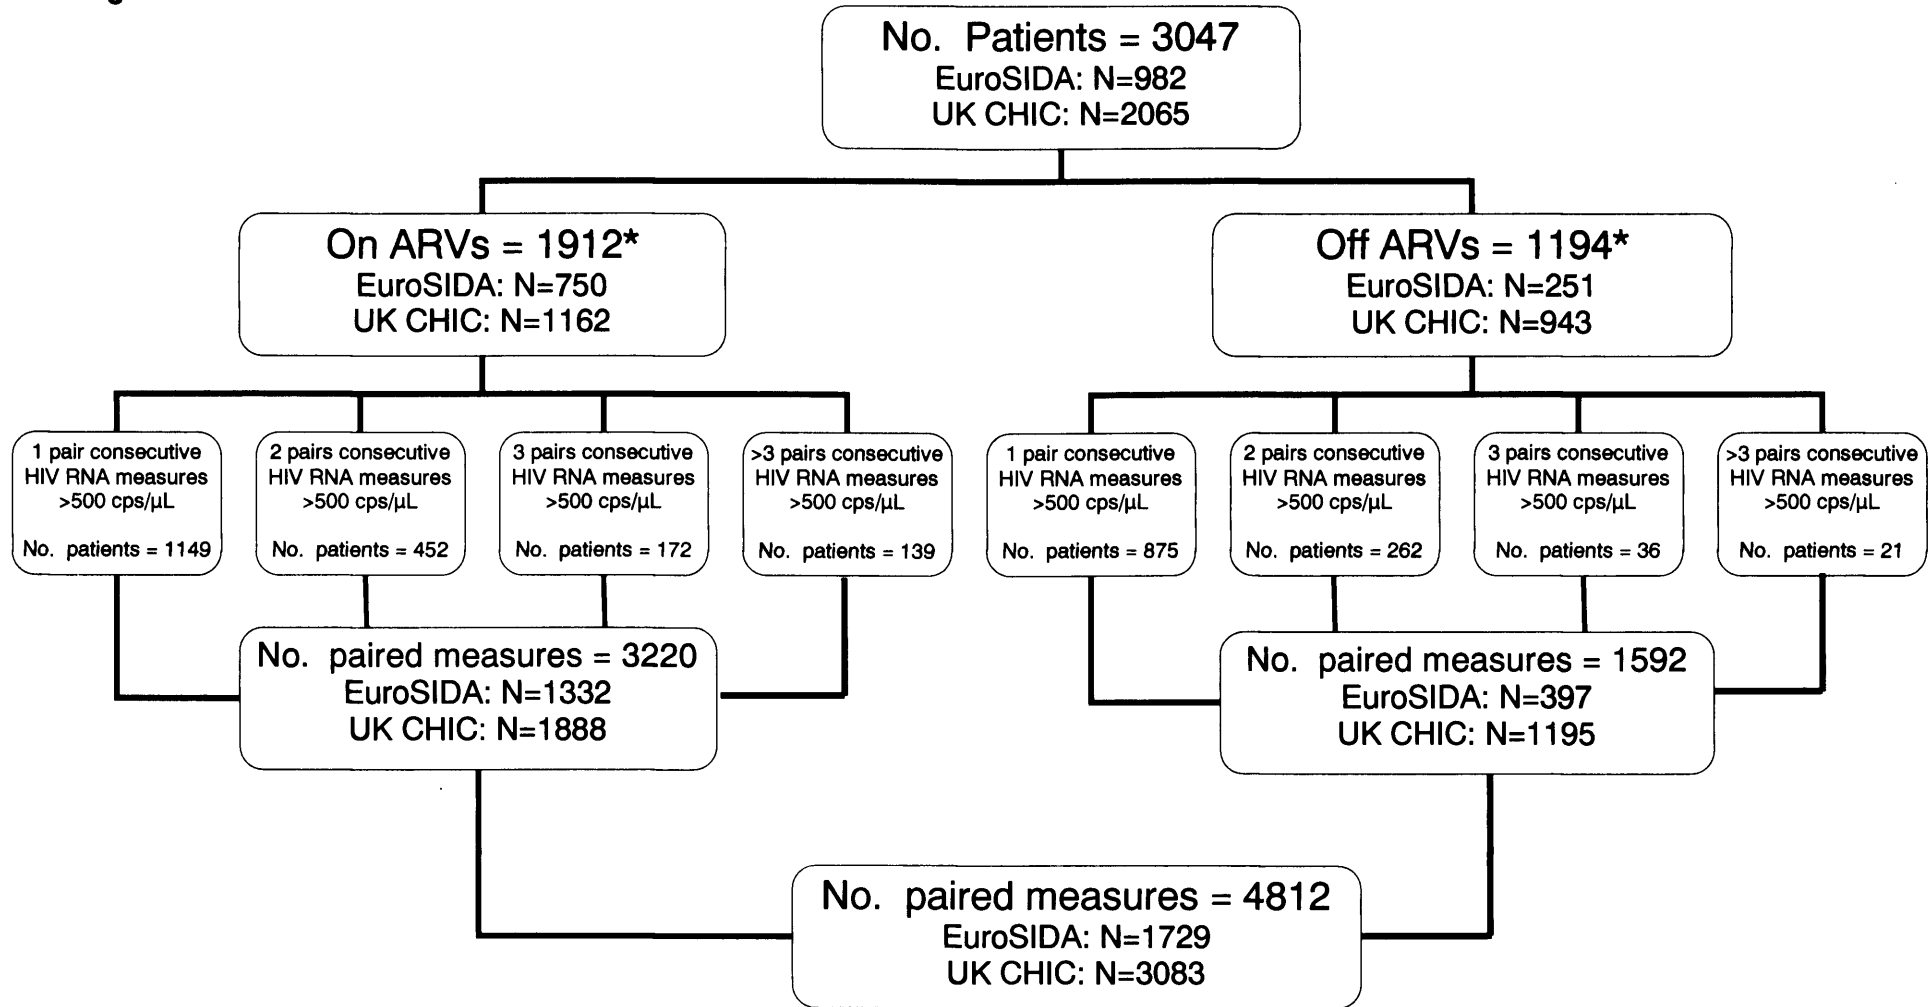 No. Patients = 3047
EuroSIDA: N=982
UK CHIC: N=2065
On ARVs = 1912*
EuroSIDA: N=750
UK CHIC: N=1162
Off ARVs = 1194*
EuroSIDA: N=251
UK CHIC: N=943
1 pair consecutive
HIV RNA measures
>500 cps/µL
No. patients = 1149
2 pairs consecutive
HIV RNA measures
>500 cps/µL
No. patients = 452
3 pairs consecutive
HIV RNA measures
>500 cps/µL
No. patients = 172
>3 pairs consecutive
HIV RNA measures
>500 cps/µL
No. patients = 139
1 pair consecutive
HIV RNA measures
>500 cps/µL
No. patients = 875
2 pairs consecutive
HIV RNA measures
>500 cps/µL
No. patients = 262
3 pairs consecutive
HIV RNA measures
>500 cps/µL
No. patients = 36
>3 pairs consecutive
HIV RNA measures
>500 cps/µL
No. patients = 21
No. paired measures = 3220
EuroSIDA: N=1332
UK CHIC: N=1888
No. paired measures = 1592
EuroSIDA: N=397
UK CHIC: N=1195
No. paired measures = 4812
EuroSIDA: N=1729
UK CHIC: N=3083